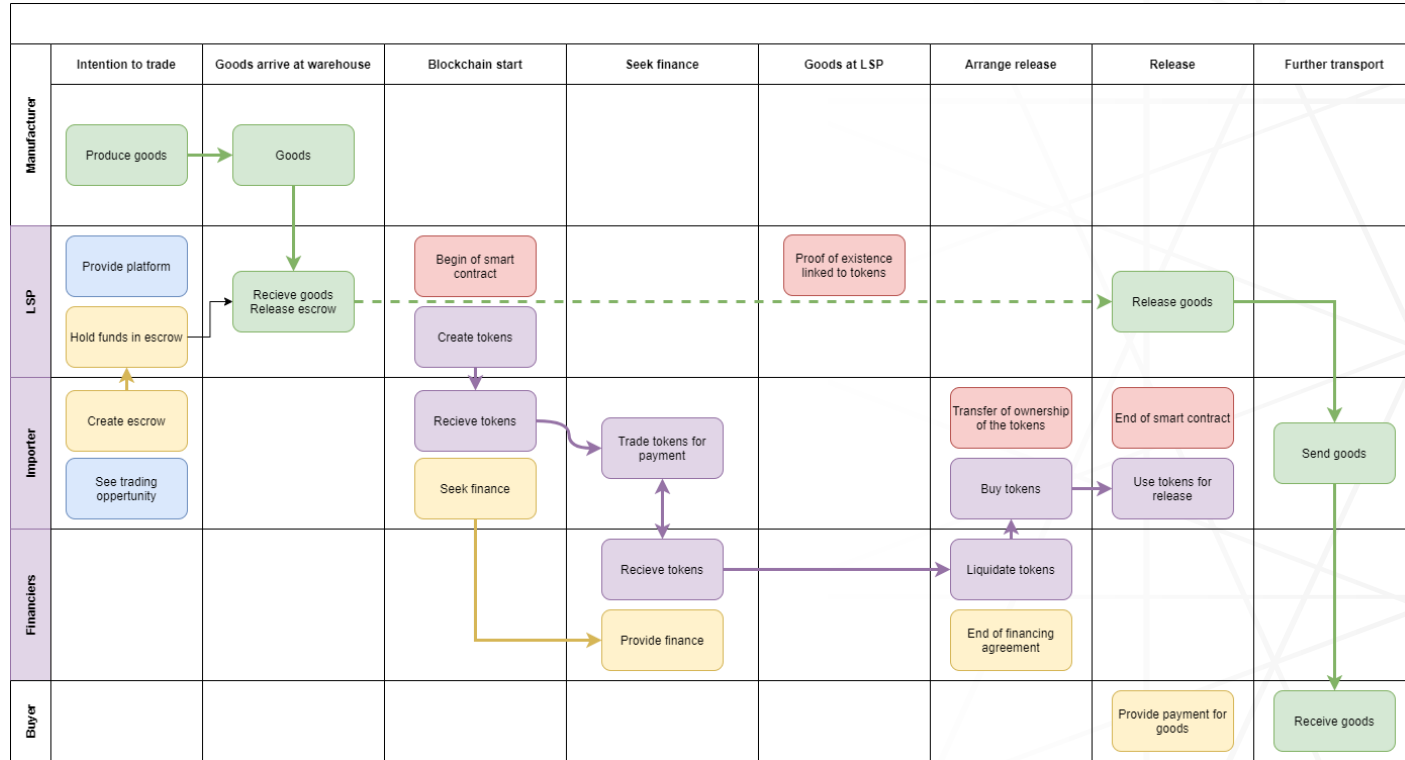 Intention to trade
Goods arrive at warehouse
Blockchain start
Seek finance
Goods at LSP
Arrange release
Release
Further transport
Manufacturer
Produce goods
Goods
LSP
Provide platform
Begin of smart
contract
Proof of existence
linked to tokens
Hold funds in escrow
Recieve goods
Release escrow
Create tokens
Release goods
Importer
Create escrow
Recieve tokens
Trade tokens for
payment
Transfer of ownership
of the tokens
End of smart contract
Send goods
See trading
oppertunity
Seek finance
Buy tokens
Use tokens for
release
Financiers
Recieve tokens
Liquidate tokens
Provide finance
End of financing
agreement
Buyer
Provide payment for
goods
Receive goods